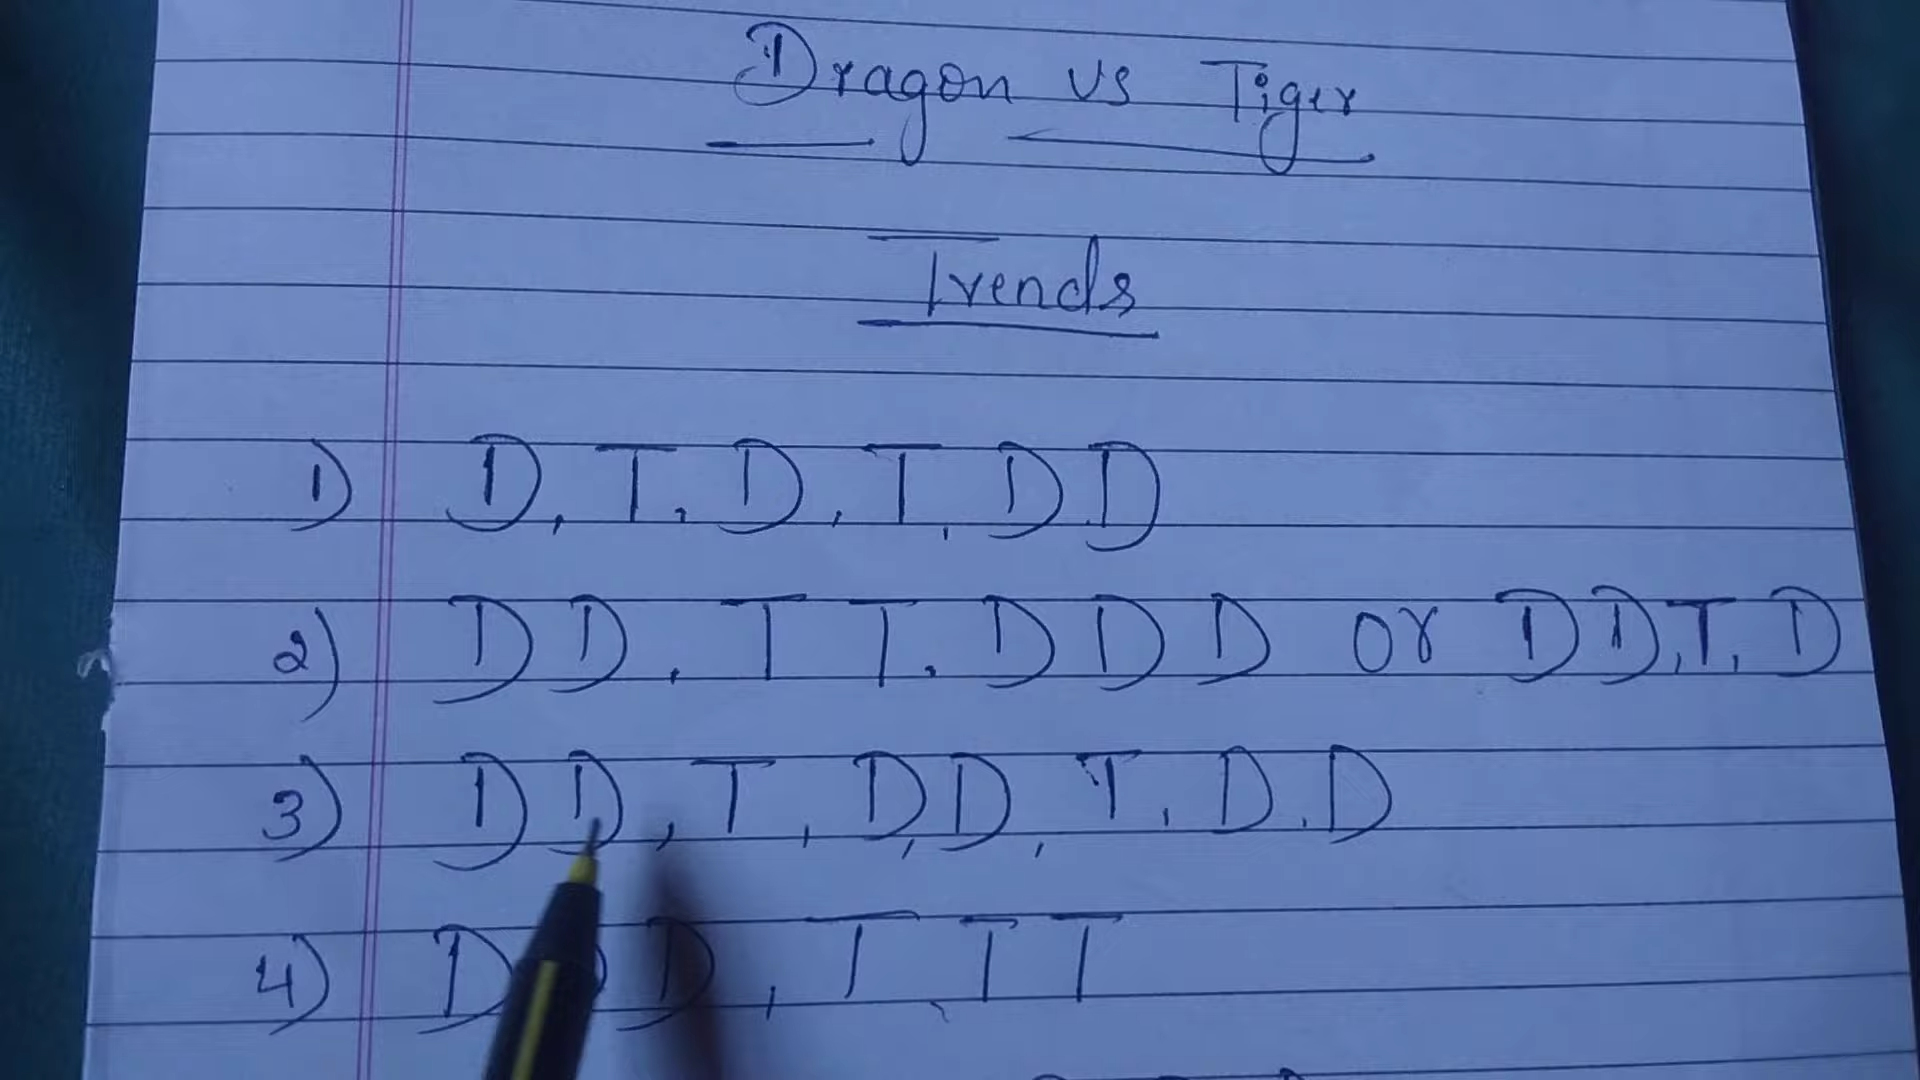 Dragon vs Tiger
Trends
1) D, T, D, T, D D
2) D D, T T, D D D or D D, T, D
3) D D, T, D, D, T, D, D
4) D D D, T T T